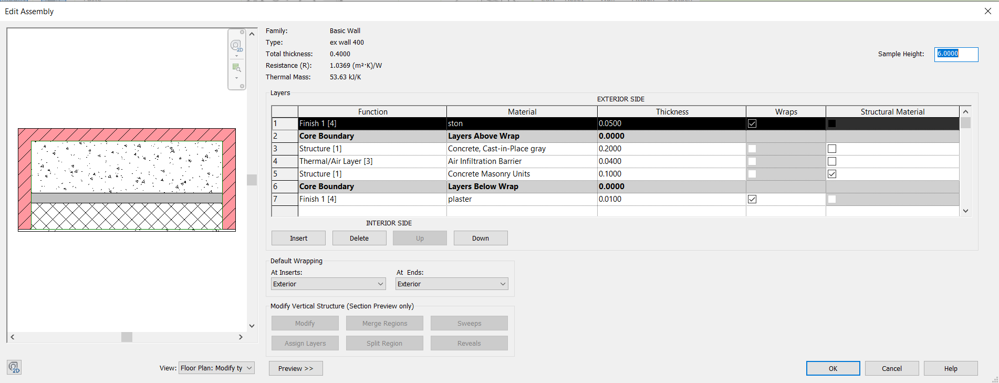 Edit Assembly
Family: Basic Wall
Type: ex wall 400
Total thickness: 0.4000
Resistance (R): 1.0369 (m²·K)/W
Thermal Mass: 53.63 kJ/K
Sample Height: 6.0000
Layers
EXTERIOR SIDE
Function Material Thickness Wraps Structural Material
1 Finish 1 [4] ston 0.0500
2 Core Boundary Layers Above Wrap 0.0000
3 Structure [1] Concrete, Cast-in-Place gray 0.2000
4 Thermal/Air Layer [3] Air Infiltration Barrier 0.0400
5 Structure [1] Concrete Masonry Units 0.1000
6 Core Boundary Layers Below Wrap 0.0000
7 Finish 1 [4] plaster 0.0100
INTERIOR SIDE
Insert Delete Up Down
Default Wrapping
At Inserts: At Ends:
Exterior Exterior
Modify Vertical Structure (Section Preview only)
Modify Merge Regions Sweeps
Assign Layers Split Region Reveals
2D
2D
View: Floor Plan: Modify ty Preview >> OK Cancel Help